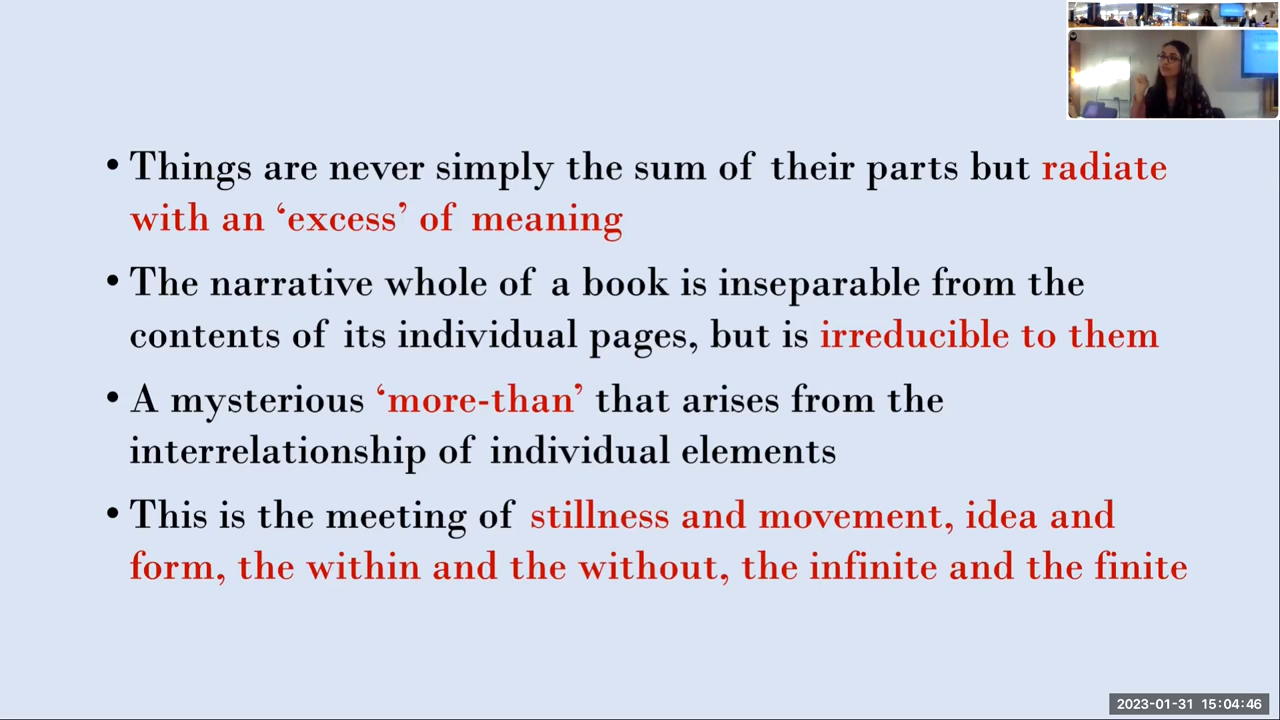 • Things are never simply the sum of their parts but radiate
with an ‘excess’ of meaning
• The narrative whole of a book is inseparable from the
contents of its individual pages, but is irreducible to them
• A mysterious ‘more-than’ that arises from the
interrelationship of individual elements
• This is the meeting of stillness and movement, idea and
form, the within and the without, the infinite and the finite
2023-01-31 15:04:46